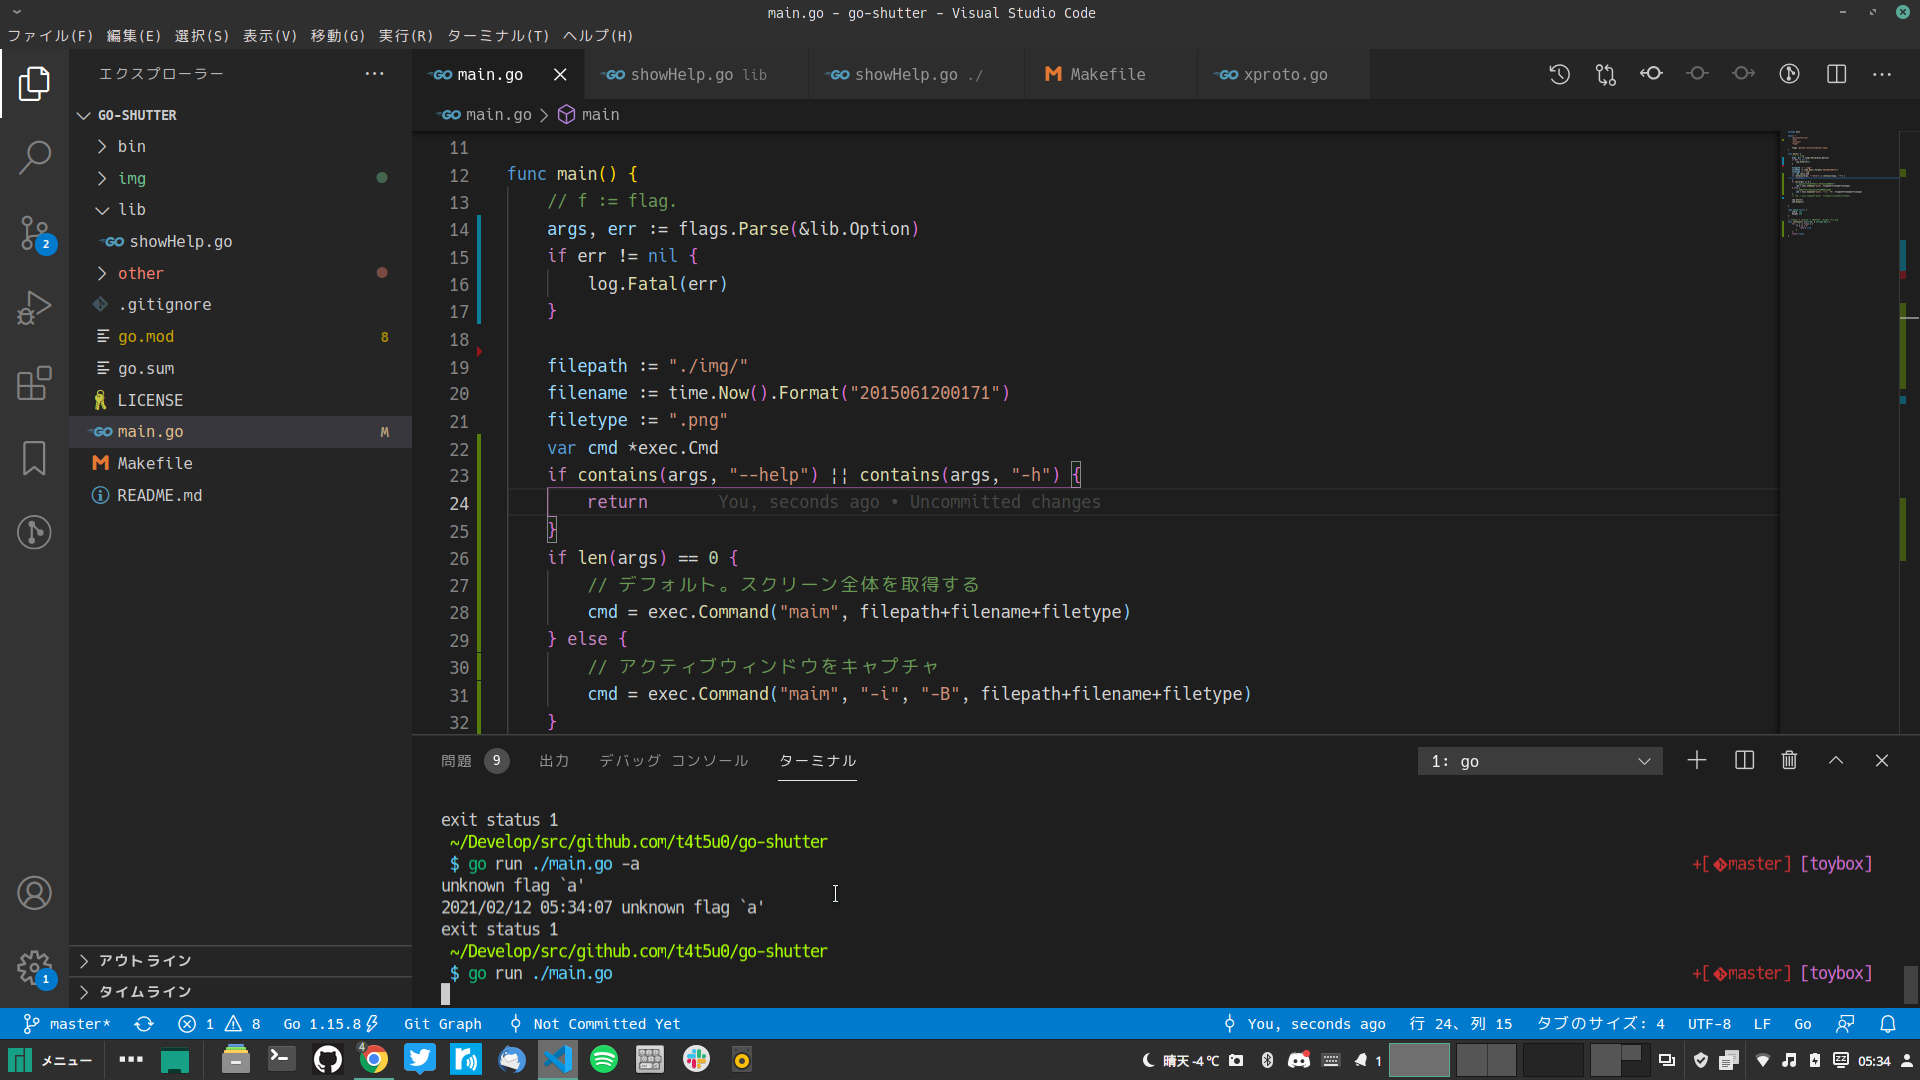 main.go - go-shutter - Visual Studio Code
ファイル(F) 編集(E) 選択(S) 表示(V) 移動(G) 実行(R) ターミナル(T) ヘルプ(H)
エクスプローラー ···
main.go showHelp.go lib showHelp.go ./ Makefile xproto.go
GO-SHUTTER
main.go > main
bin
img
lib
showHelp.go
other
.gitignore
go.mod 8
go.sum
LICENSE
main.go M
Makefile
README.md
2
アウトライン
タイムライン
1
11
12 func main() {
13 // f := flag.
14 args, err := flags.Parse(&lib.Option)
15 if err != nil {
16 log.Fatal(err)
17 }
18
19 filepath := "./img/"
20 filename := time.Now().Format("2015061200171")
21 filetype := ".png"
22 var cmd *exec.Cmd
23 if contains(args, "--help") || contains(args, "-h") {
24 return You, seconds ago • Uncommitted changes
25 }
26 if len(args) == 0 {
27 // デフォルト。スクリーン全体を取得する
28 cmd = exec.Command("maim", filepath+filename+filetype)
29 } else {
30 // アクティブウィンドウをキャプチャ
31 cmd = exec.Command("maim", "-i", "-B", filepath+filename+filetype)
32 }
問題 9 出力 デバッグ コンソール ターミナル 1: go
exit status 1
~/Develop/src/github.com/t4t5u0/go-shutter
$ go run ./main.go -a +[master] [toybox]
unknown flag `a'
2021/02/12 05:34:07 unknown flag `a'
exit status 1
~/Develop/src/github.com/t4t5u0/go-shutter
$ go run ./main.go +[master] [toybox]
master* 1 8 Go 1.15.8 Git Graph Not Committed Yet You, seconds ago 行 24、列 15 タブのサイズ: 4 UTF-8 LF Go
メニュー 4 晴天 -4 ℃ 1 05:34